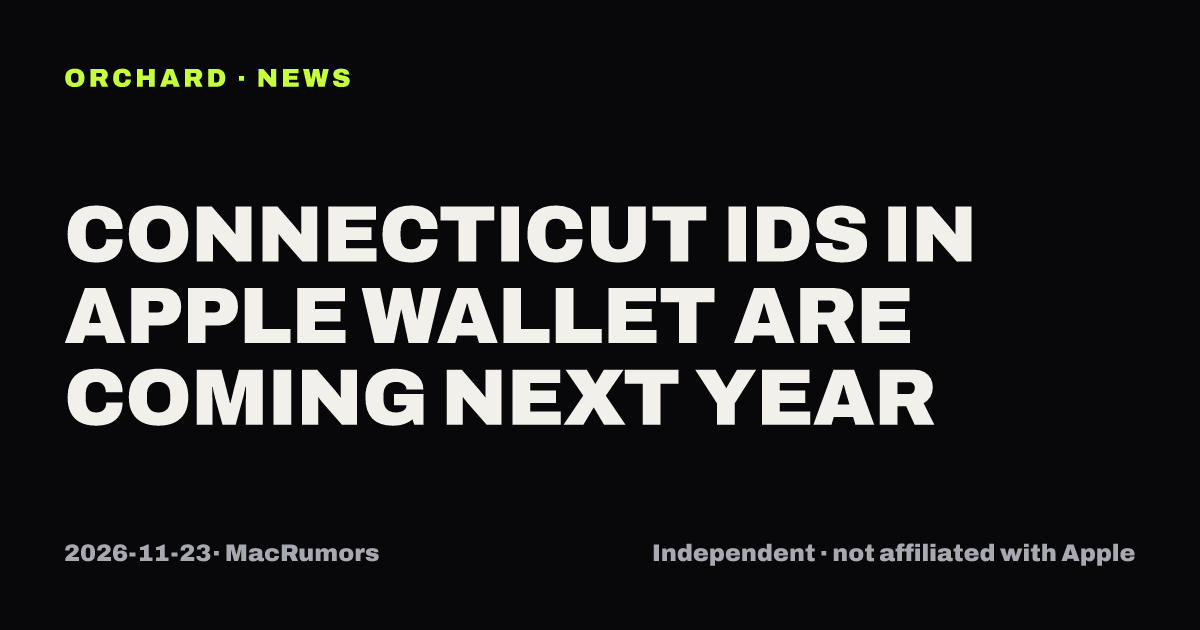 ORCHARD · NEWS
CONNECTICUT IDS IN
APPLE WALLET ARE
COMING NEXT YEAR
2026-11-23· MacRumors
Independent · not affiliated with Apple